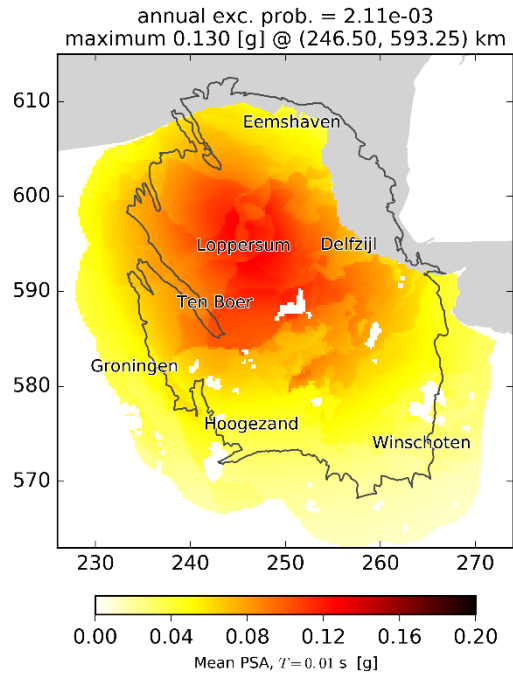 annual exc. prob. = 2.11e-03
maximum 0.130 [g] @ (246.50, 593.25) km
610
Eemshaven
600
Loppersum
Delfzijl
590
Ten Boer
Groningen
580
Hoogezand
Winschoten
570
230 240 250 260 270
0.00 0.04 0.08 0.12 0.16 0.20
Mean PSA, T=0.01 s [g]